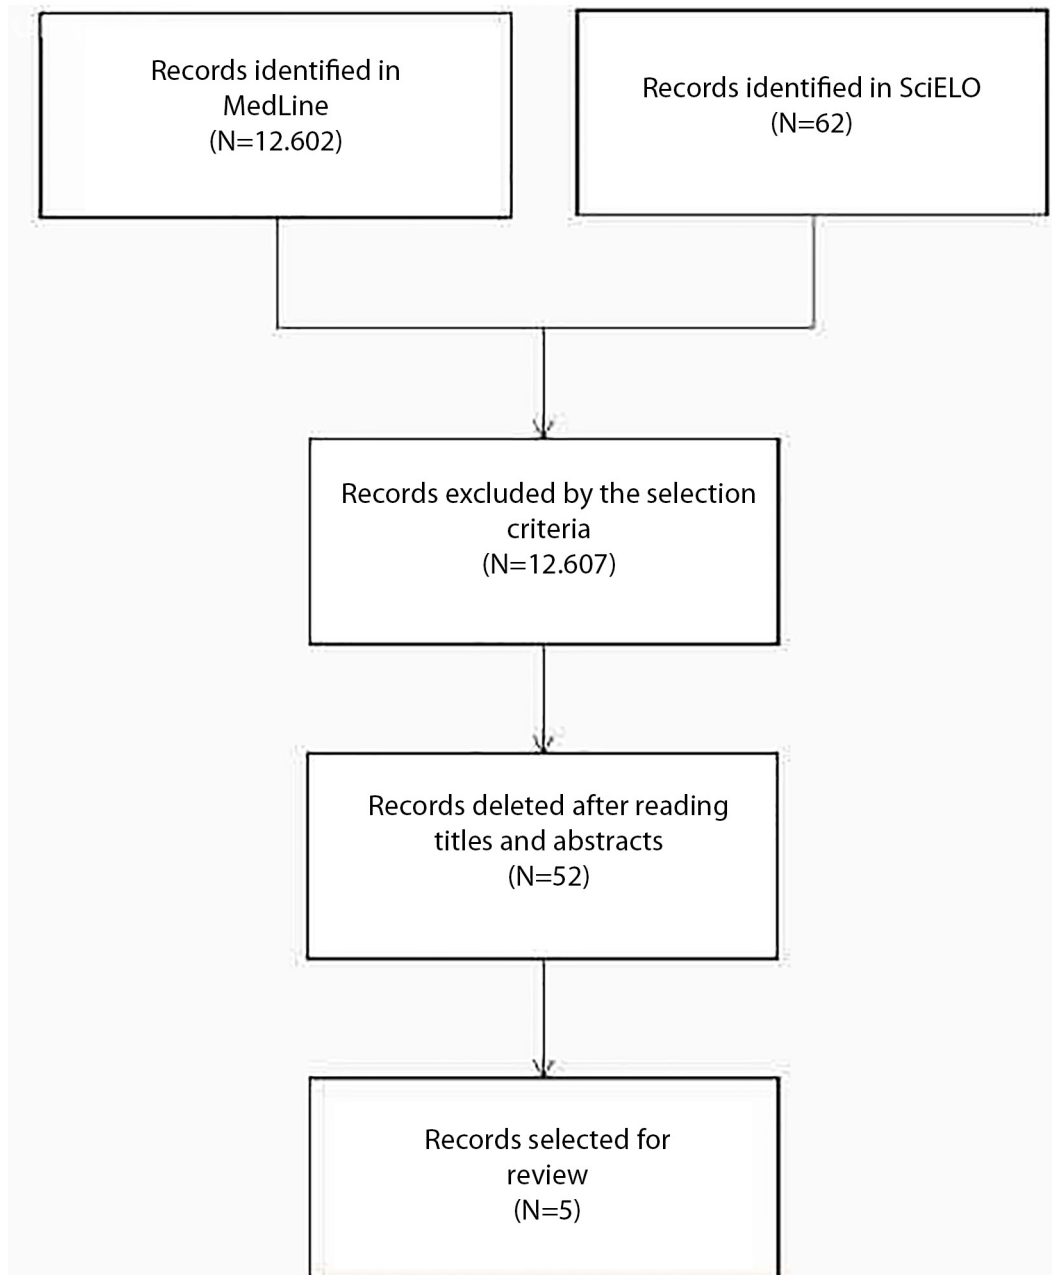 Records identified in
MedLine
(N=12.602)
Records identified in SciELO
(N=62)
Records excluded by the selection
criteria
(N=12.607)
Records deleted after reading
titles and abstracts
(N=52)
Records selected for
review
(N=5)